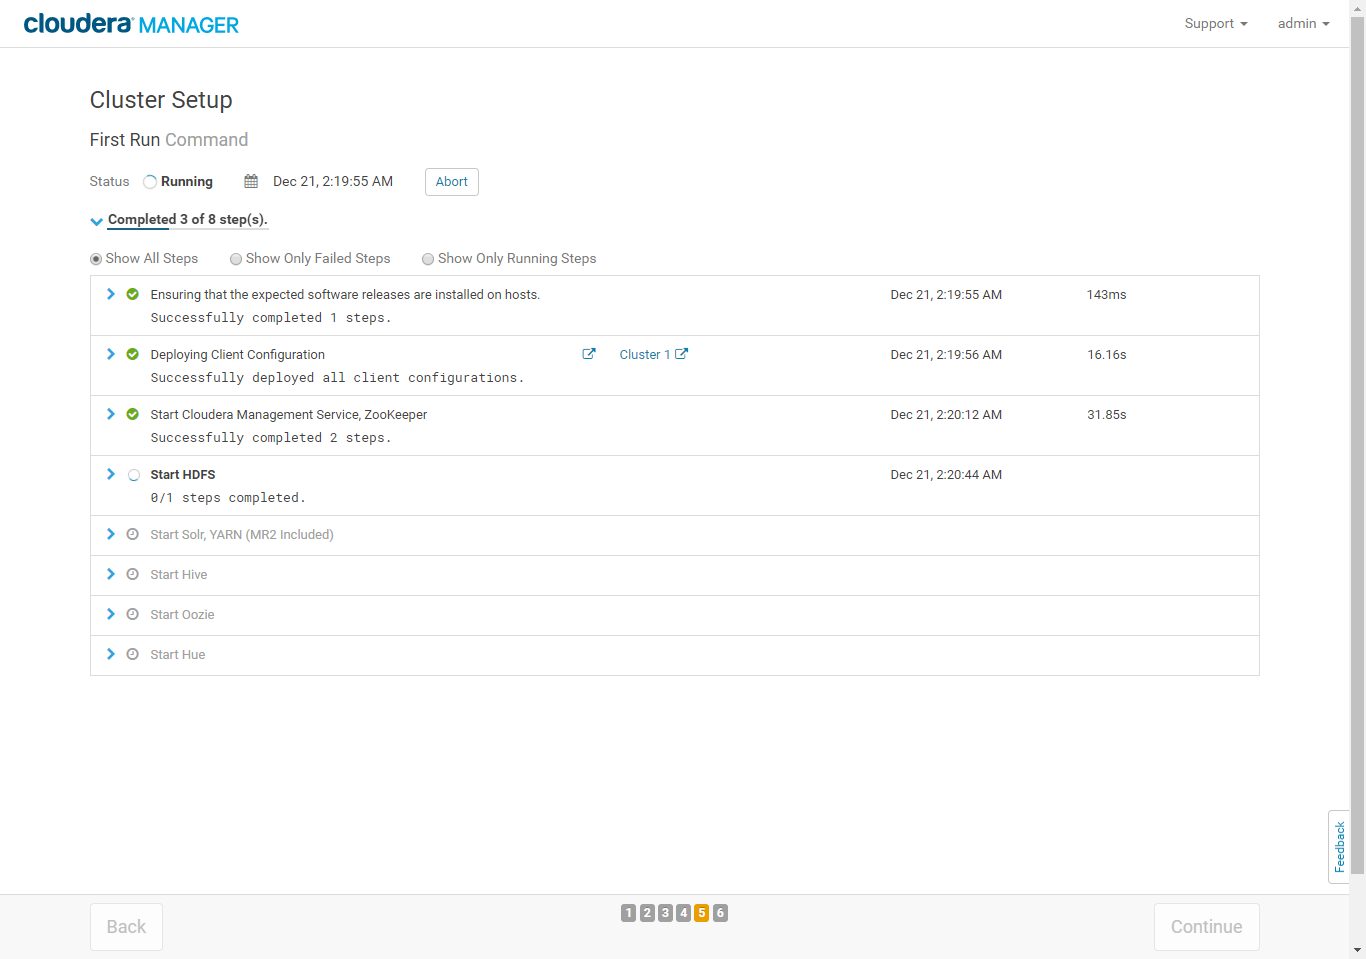 cloudera MANAGER
Support admin
Cluster Setup
First Run Command
Status Running Dec 21, 2:19:55 AM Abort
Completed 3 of 8 step(s).
Show All Steps Show Only Failed Steps Show Only Running Steps
Ensuring that the expected software releases are installed on hosts. Dec 21, 2:19:55 AM 143ms
Successfully completed 1 steps.
Deploying Client Configuration Cluster 1 Dec 21, 2:19:56 AM 16.16s
Successfully deployed all client configurations.
Start Cloudera Management Service, ZooKeeper Dec 21, 2:20:12 AM 31.85s
Successfully completed 2 steps.
Start HDFS Dec 21, 2:20:44 AM
0/1 steps completed.
Start Solr, YARN (MR2 Included)
Start Hive
Start Oozie
Start Hue
Feedback
Back 1 2 3 4 5 6 Continue